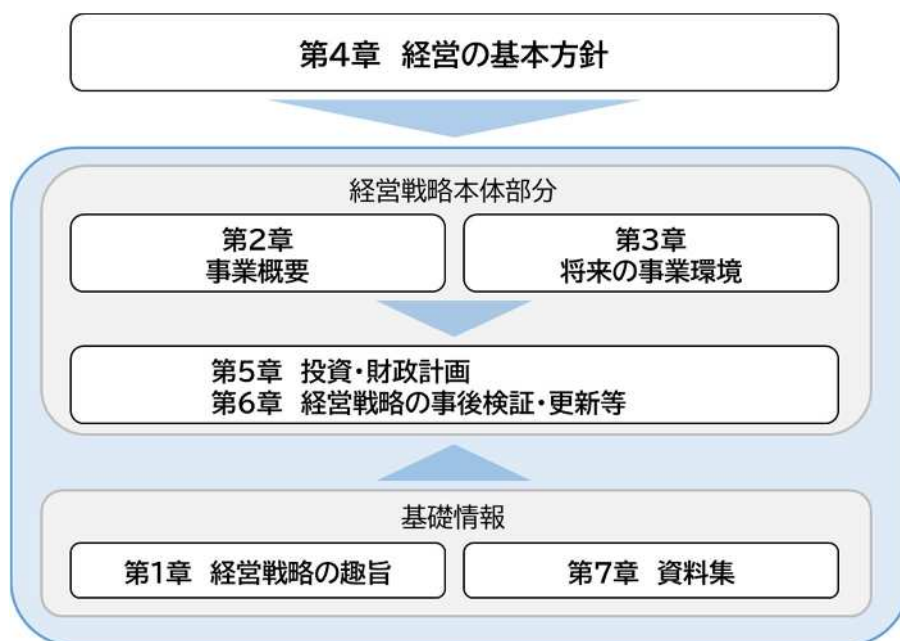 第4章 経営の基本方針
経営戦略本体部分
第2章
事業概要
第3章
将来の事業環境
第5章 投資・財政計画
第6章 経営戦略の事後検証・更新等
基礎情報
第1章 経営戦略の趣旨
第7章 資料集